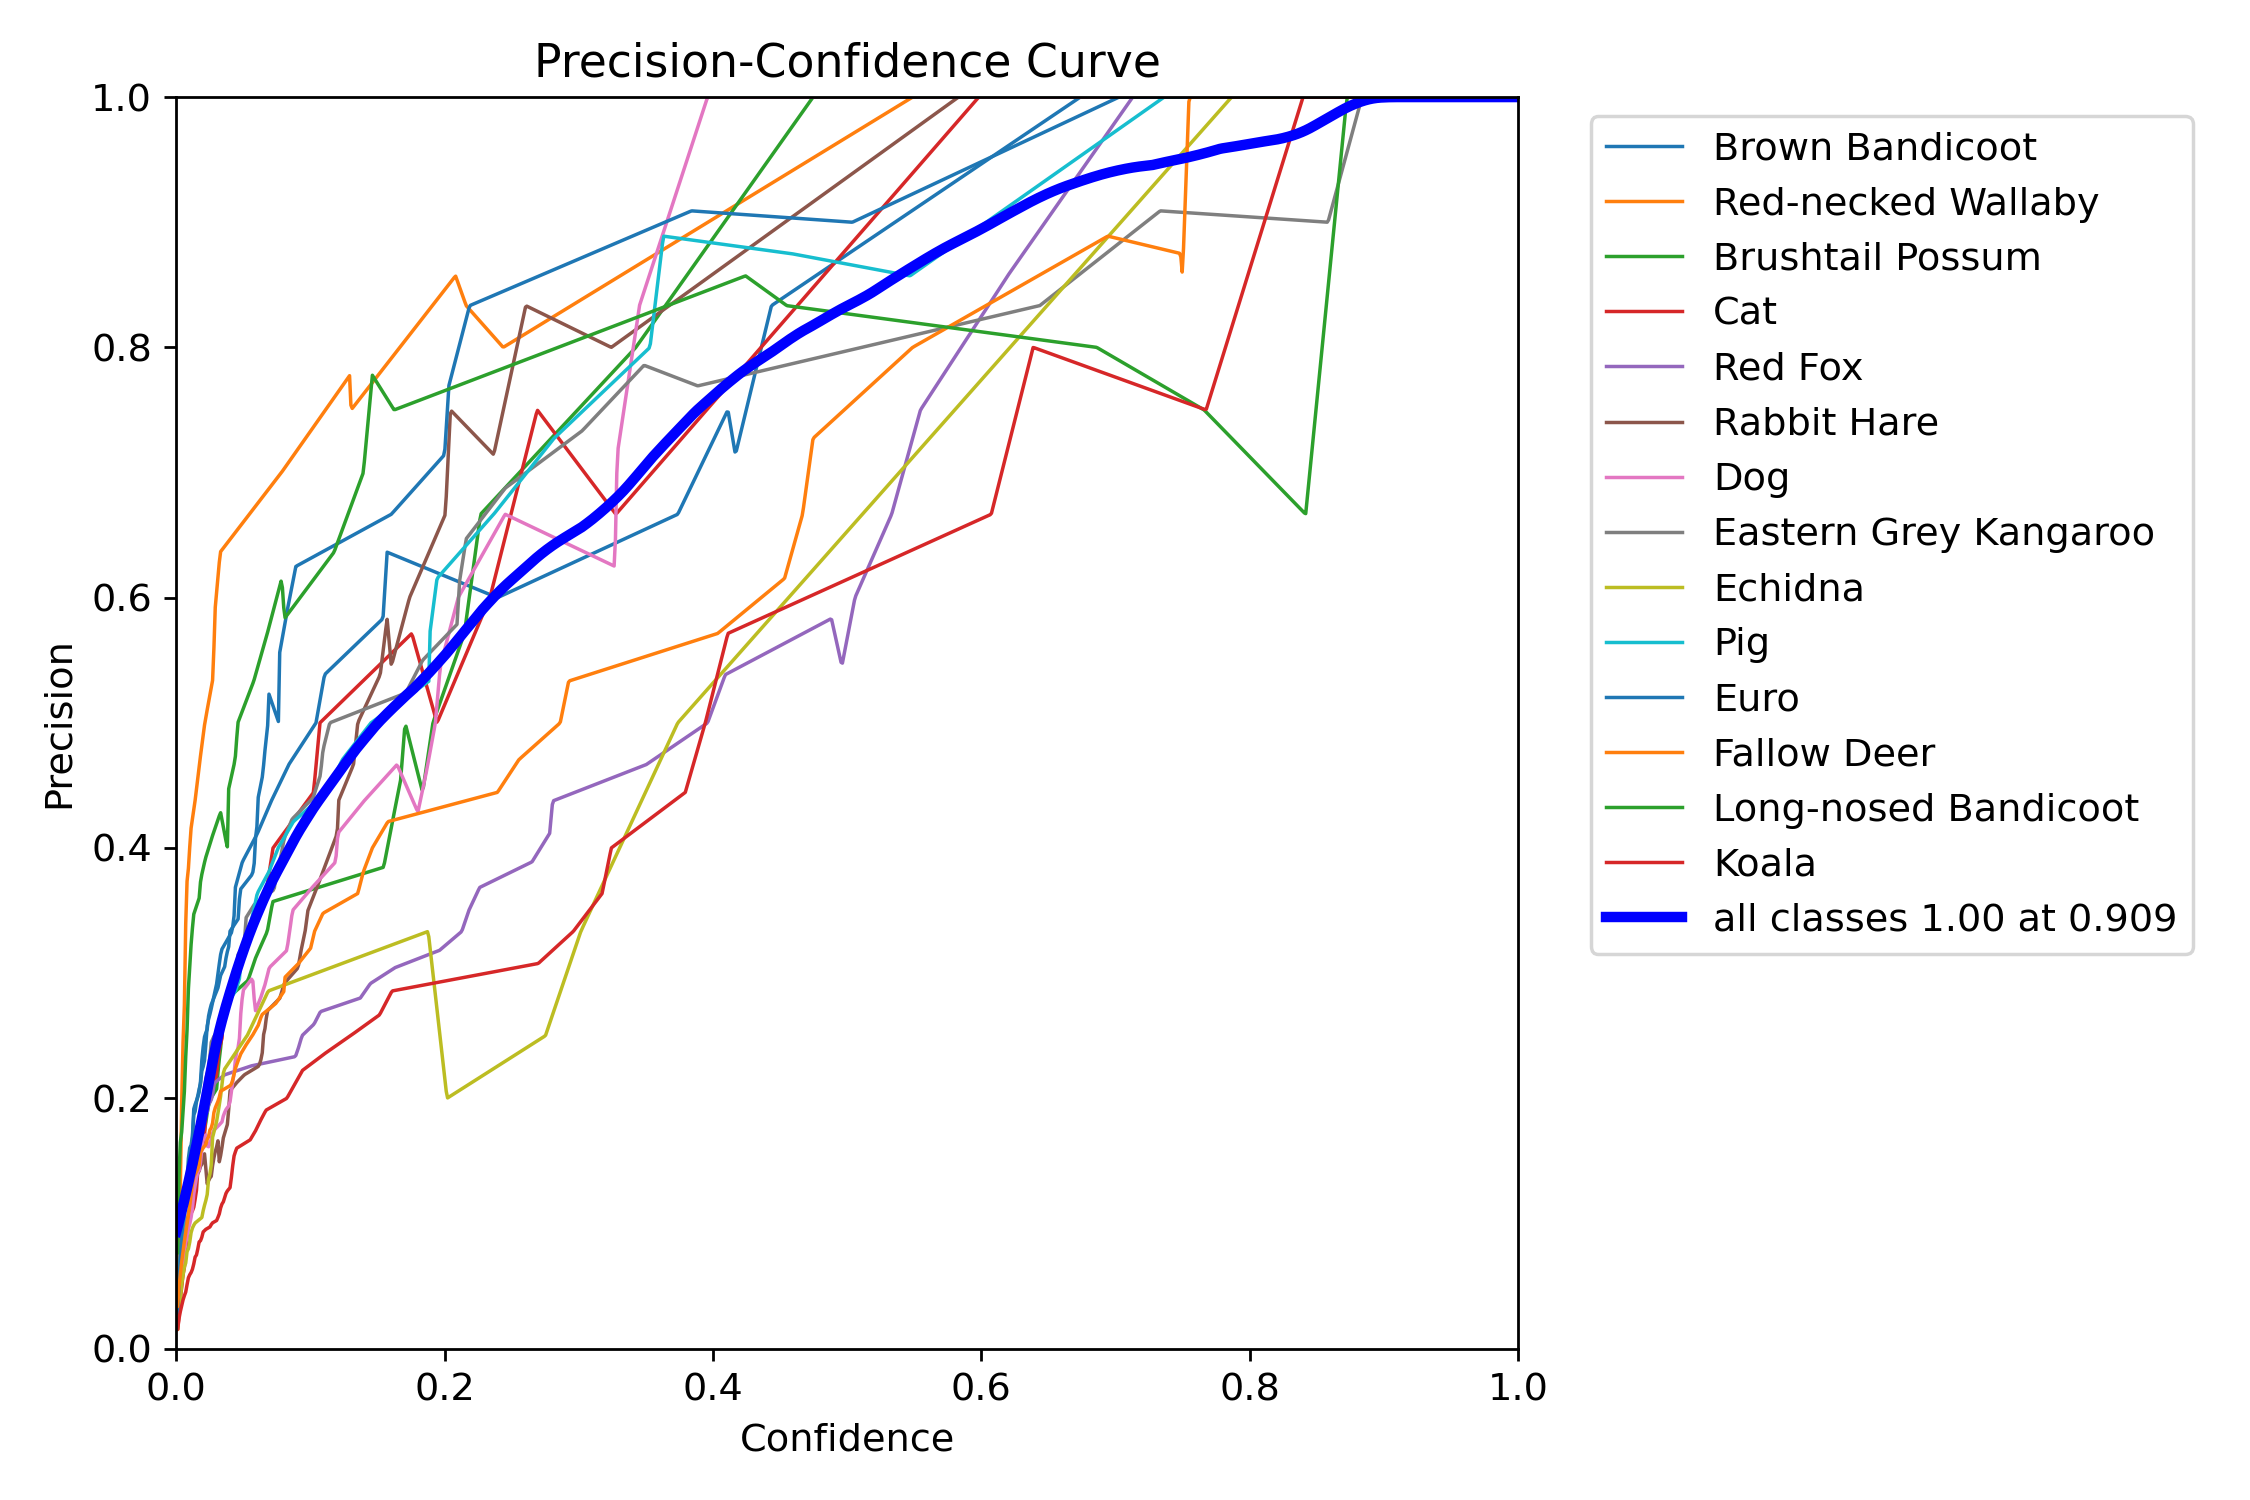 Precision-Confidence Curve
1.0
0.8
0.6
0.4
0.2
0.0
Precision
0.0 0.2 0.4 0.6 0.8 1.0
Confidence
Brown Bandicoot
Red-necked Wallaby
Brushtail Possum
Cat
Red Fox
Rabbit Hare
Dog
Eastern Grey Kangaroo
Echidna
Pig
Euro
Fallow Deer
Long-nosed Bandicoot
Koala
all classes 1.00 at 0.909